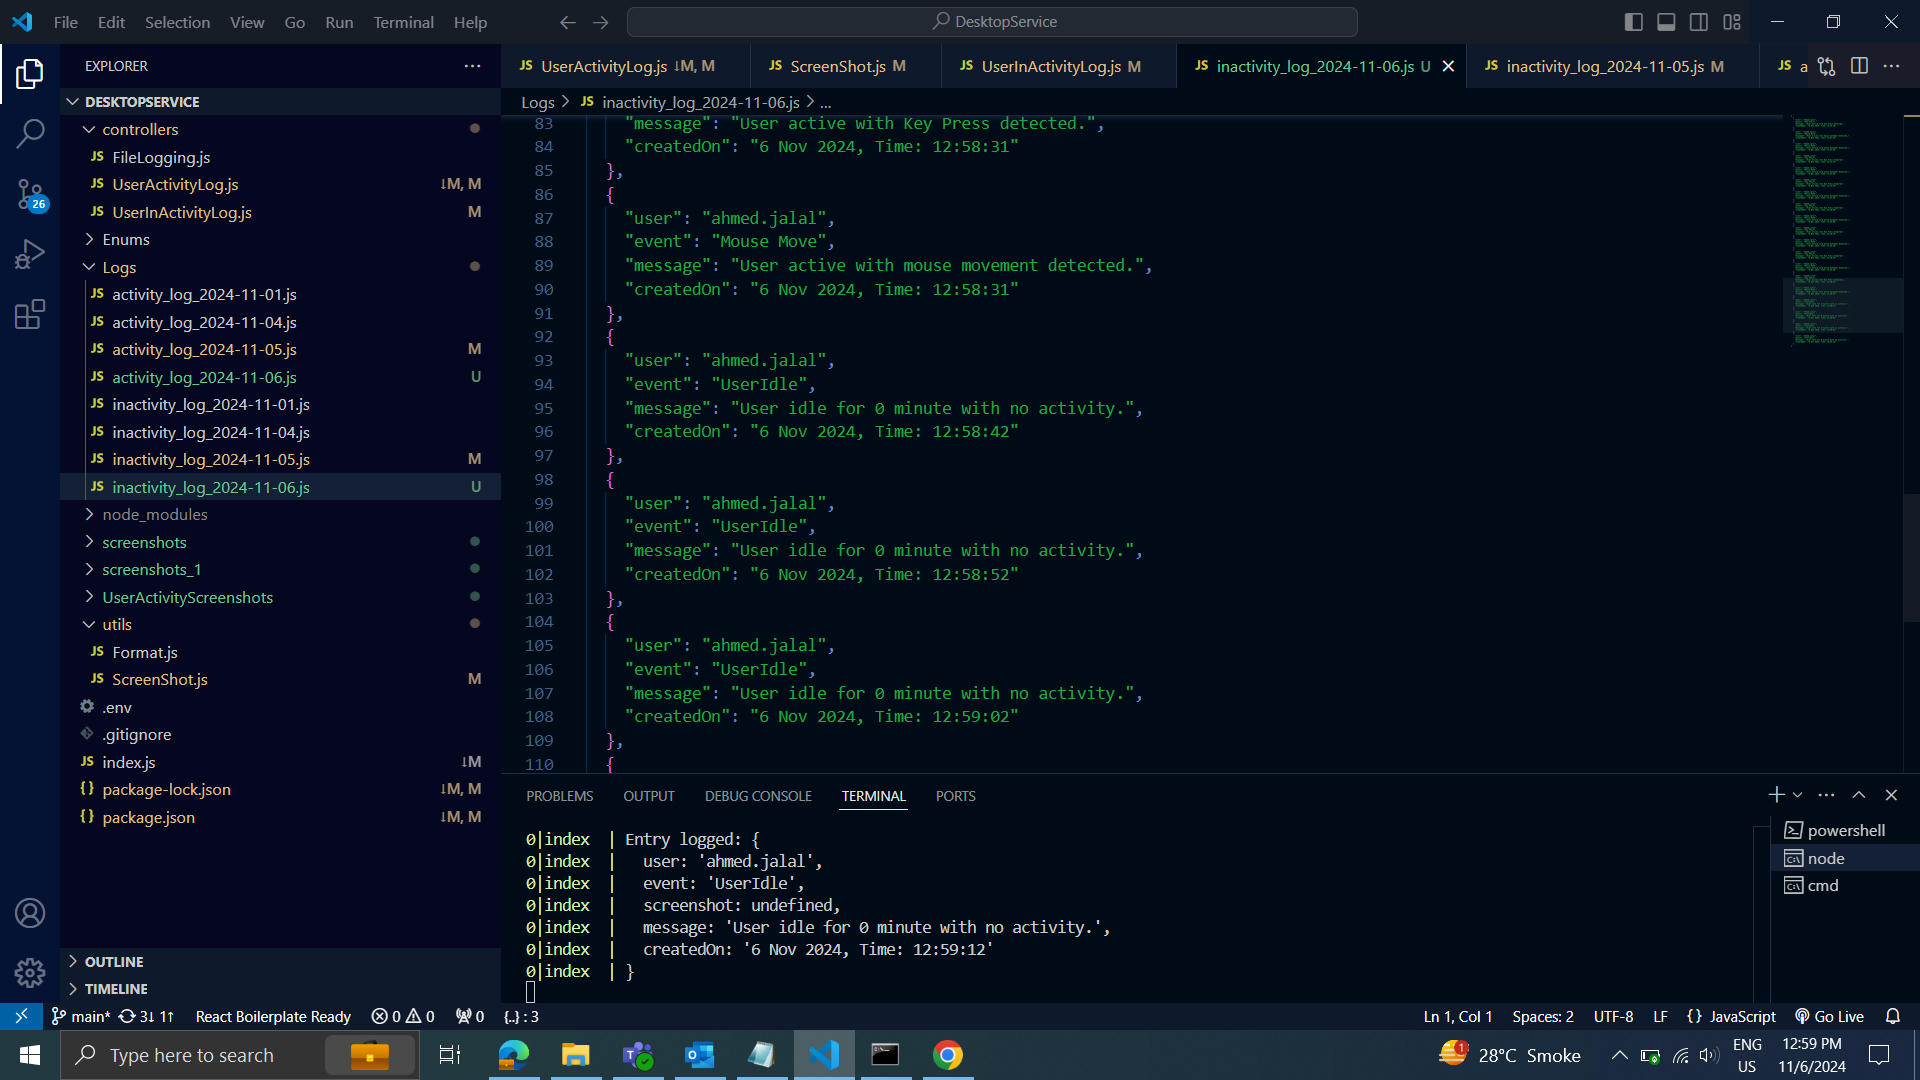 File Edit Selection View Go Run Terminal Help
DesktopService
EXPLORER
DESKTOPSERVICE
controllers
JS FileLogging.js
JS UserActivityLog.js ↓M, M
JS UserInActivityLog.js M
Enums
Logs
JS activity_log_2024-11-01.js
JS activity_log_2024-11-04.js
JS activity_log_2024-11-05.js M
JS activity_log_2024-11-06.js U
JS inactivity_log_2024-11-01.js
JS inactivity_log_2024-11-04.js
JS inactivity_log_2024-11-05.js M
JS inactivity_log_2024-11-06.js U
node_modules
screenshots
screenshots_1
UserActivityScreenshots
utils
JS Format.js
JS ScreenShot.js M
.env
.gitignore
JS index.js ↓M
{} package-lock.json ↓M, M
{} package.json ↓M, M
OUTLINE
TIMELINE
26
JS UserActivityLog.js ↓M, M JS ScreenShot.js M JS UserInActivityLog.js M JS inactivity_log_2024-11-06.js U JS inactivity_log_2024-11-05.js M JS a
Logs > JS inactivity_log_2024-11-06.js > ...
83 "message": "User active with Key Press detected.",
84 "createdOn": "6 Nov 2024, Time: 12:58:31"
85 },
86 {
87 "user": "ahmed.jalal",
88 "event": "Mouse Move",
89 "message": "User active with mouse movement detected.",
90 "createdOn": "6 Nov 2024, Time: 12:58:31"
91 },
92 {
93 "user": "ahmed.jalal",
94 "event": "UserIdle",
95 "message": "User idle for 0 minute with no activity.",
96 "createdOn": "6 Nov 2024, Time: 12:58:42"
97 },
98 {
99 "user": "ahmed.jalal",
100 "event": "UserIdle",
101 "message": "User idle for 0 minute with no activity.",
102 "createdOn": "6 Nov 2024, Time: 12:58:52"
103 },
104 {
105 "user": "ahmed.jalal",
106 "event": "UserIdle",
107 "message": "User idle for 0 minute with no activity.",
108 "createdOn": "6 Nov 2024, Time: 12:59:02"
109 },
110 {
PROBLEMS OUTPUT DEBUG CONSOLE TERMINAL PORTS
0|index | Entry logged: {
0|index | user: 'ahmed.jalal',
0|index | event: 'UserIdle',
0|index | screenshot: undefined,
0|index | message: 'User idle for 0 minute with no activity.',
0|index | createdOn: '6 Nov 2024, Time: 12:59:12'
0|index | }
powershell
node
cmd
main* 3↓ 1↑ React Boilerplate Ready 0 0 0 {..} : 3 Ln 1, Col 1 Spaces: 2 UTF-8 LF {} JavaScript Go Live
Type here to search
1 28°C Smoke
ENG
US
12:59 PM
11/6/2024